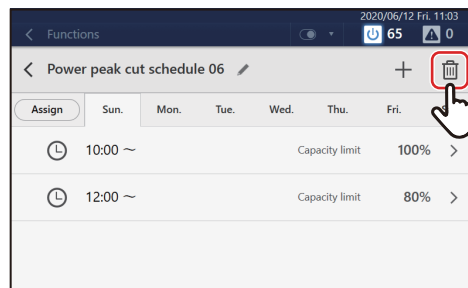 2020/06/12 Fri. 11:03
Functions
65
0
Power peak cut schedule 06
Assign Sun. Mon. Tue. Wed. Thu. Fri.
10:00 ~ Capacity limit 100%
12:00 ~ Capacity limit 80%